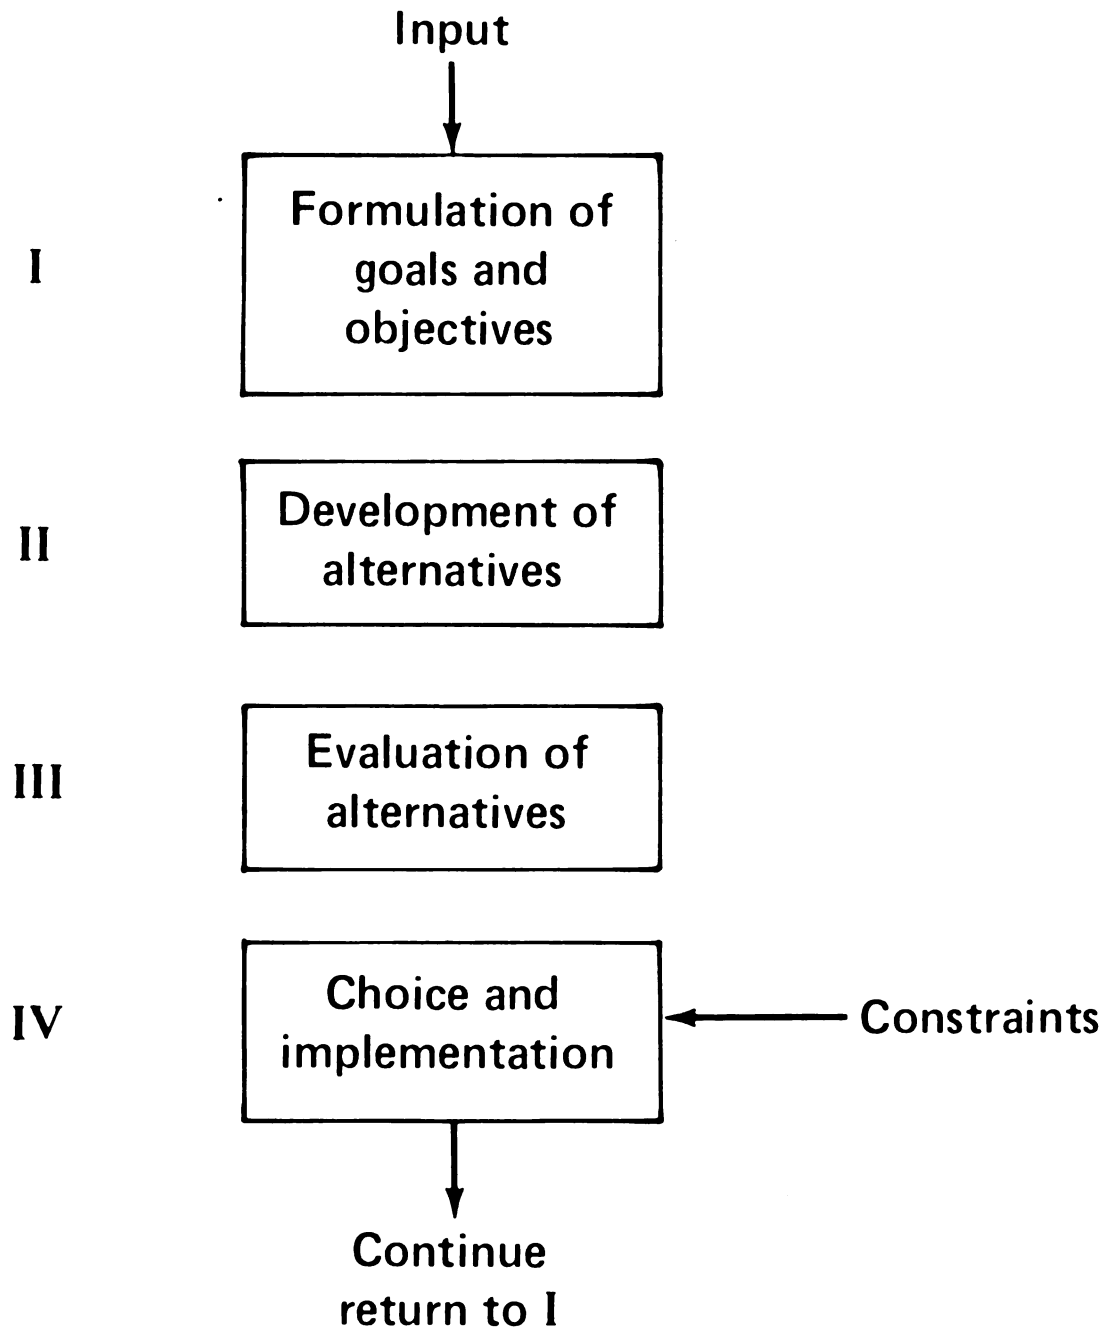 Input
I
Formulation of
goals and
objectives
II
Development of
alternatives
III
Evaluation of
alternatives
IV
Choice and
implementation
Constraints
Continue
return to I